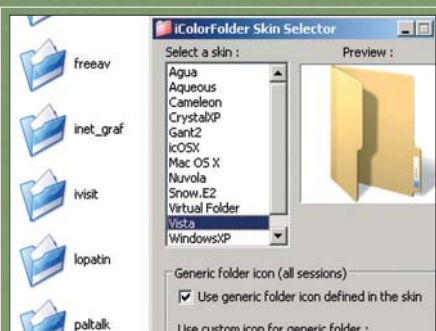 iColorFolder Skin Selector
freeav
inet_graf
ivisit
lopatin
paltalk
Select a skin :
Preview :
Agua
Aqueous
Cameleon
CrystalXP
Gant2
icOSX
Mac OS X
Nuvola
Snow.E2
Virtual Folder
Vista
WindowsXP
Generic folder icon (all sessions)
Use generic folder icon defined in the skin
Use custom icon for generic folder :